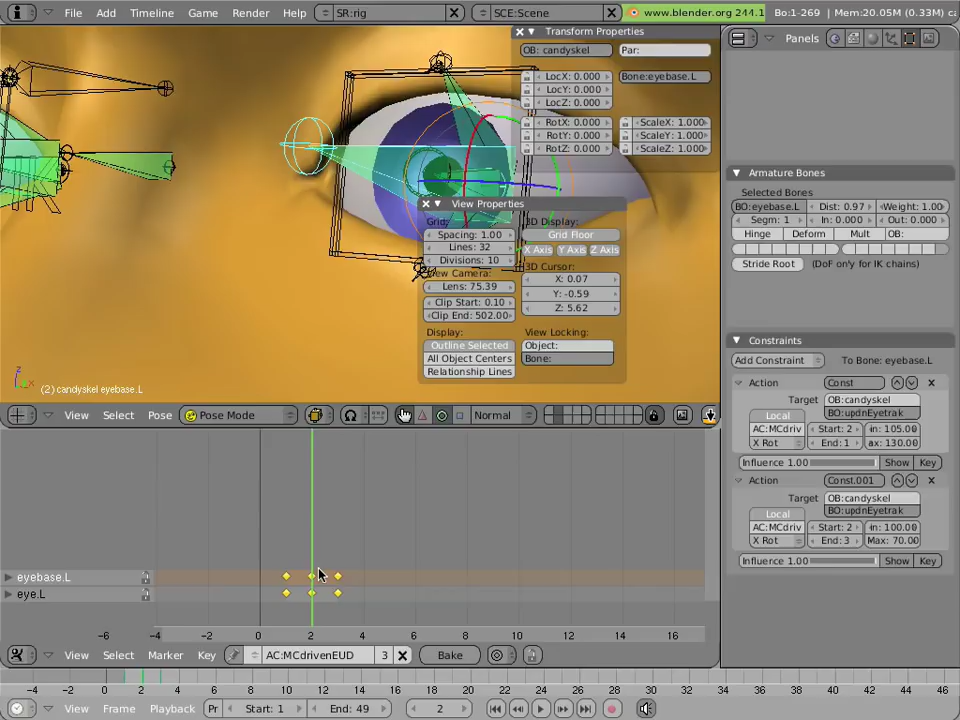 File Add Timeline Game Render Help SR:rig SCE:Scene www.blender.org 244.1 Bo:1-269 | Mem:20.05M (0.33M)
Panels
Transform Properties
OB: candyskel Par:
LocX: 0.000 Bone:eyebase.L
LocY: 0.000
LocZ: 0.000
RotX: 0.000 ScaleX: 1.000
RotY: 0.000 ScaleY: 1.000
RotZ: 0.000 ScaleZ: 1.000
View Properties
Grid: 3D Display:
Spacing: 1.00 Grid Floor
Lines: 32 X Axis Y Axis Z Axis
Divisions: 10 3D Cursor:
View Camera: X: 0.07
Lens: 75.39 Y: -0.59
Clip Start: 0.10 Z: 5.62
Clip End: 502.00
Display: View Locking:
Outline Selected Object:
All Object Centers Bone:
Relationship Lines
z
x
(2) candyskel eyebase.L
View Select Pose Pose Mode Normal
Armature Bones
Selected Bones
BO:eyebase.L Dist: 0.97 Weight: 1.00
Segm: 1 In: 0.000 Out: 0.000
Hinge Deform Mult OB:
Stride Root (DoF only for IK chains)
Constraints
Add Constraint To Bone: eyebase.L
Action Const
Target OB:candyskel
Local BO:updnEyetrak
AC:MCdriv Start: 2 in: 105.00
X Rot End: 1 ax: 130.00
Influence 1.00 Show Key
Action Const.001
Target OB:candyskel
Local BO:updnEyetrak
AC:MCdriv Start: 2 in: 100.00
X Rot End: 3 Max: 70.00
Influence 1.00 Show Key
eyebase.L
eye.L
-6 -4 -2 0 2 4 6 8 10 12 14 16
View Select Marker Key AC:MCdrivenEUD 3 Bake
-4 -2 0 2 4 6 8 10 12 14 16 18 20 22 24 26 28 30 32 34 36 38 40 42 44 46
View Frame Playback Pr Start: 1 End: 49 2